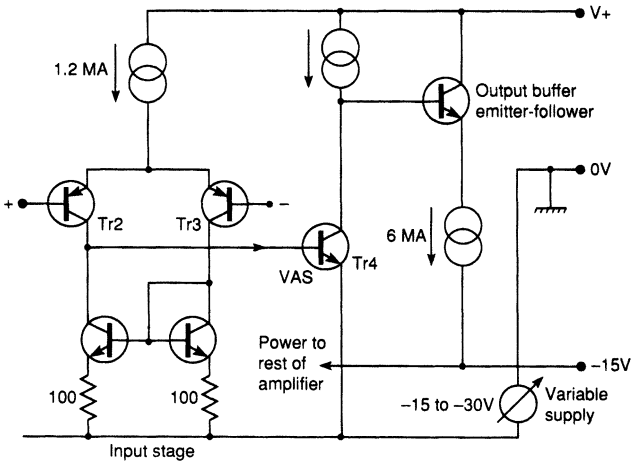 V+
1.2 MA
Output buffer
emitter-follower
0V
+
Tr2
Tr3
−
6 MA
VAS
Tr4
Power to
rest of
amplifier
−15V
100
100
−15 to −30V
Variable
supply
Input stage